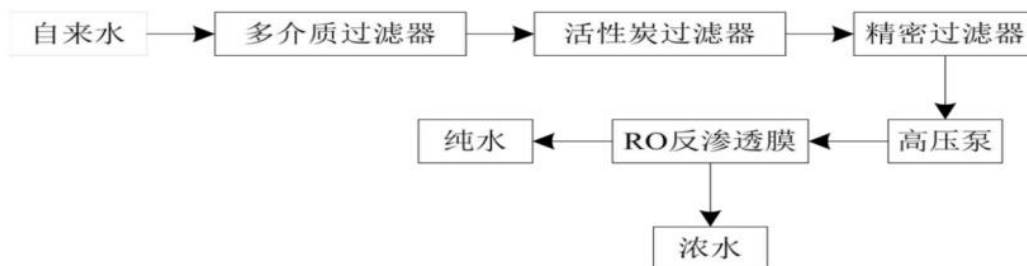 自来水
多介质过滤器
活性炭过滤器
精密过滤器
高压泵
RO反渗透膜
纯水
浓水